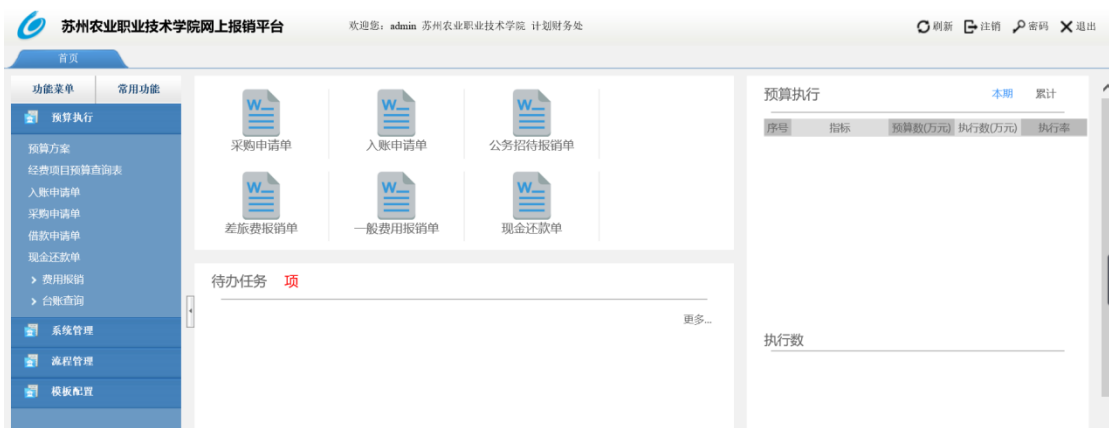 苏州农业职业技术学院网上报销平台 欢迎您：admin 苏州农业职业技术学院 计划财务处 刷新 注销 密码 退出
首页
功能菜单 常用功能
预算执行
预算方案
经费项目预算查询表
入账申请单
采购申请单
借款申请单
现金还款单
费用报销
台账查询
系统管理
流程管理
模板配置
采购申请单 入账申请单 公务招待报销单
差旅费报销单 一般费用报销单 现金还款单
待办任务 项
更多...
预算执行 本期 累计
序号 指标 预算数(万元) 执行数(万元) 执行率
执行数